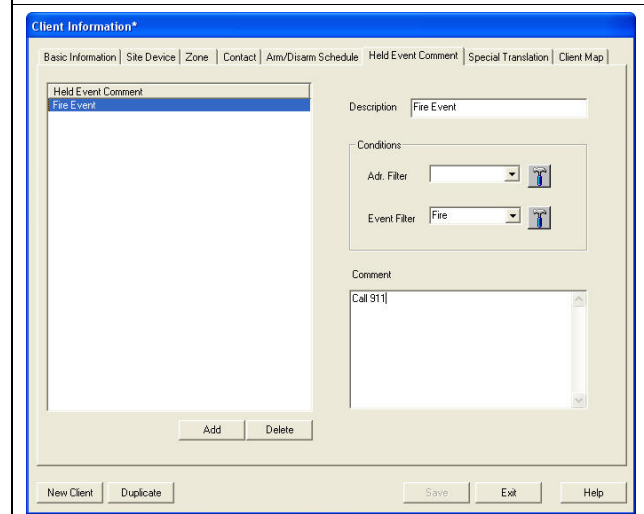 Client Information*
Basic Information Site Device Zone Contact Arm/Disarm Schedule Held Event Comment Special Translation Client Map
Held Event Comment
Fire Event
Description Fire Event
Conditions
Adr. Filter
Event Filter Fire
Comment
Call 911
Add Delete
New Client Duplicate Save Exit Help